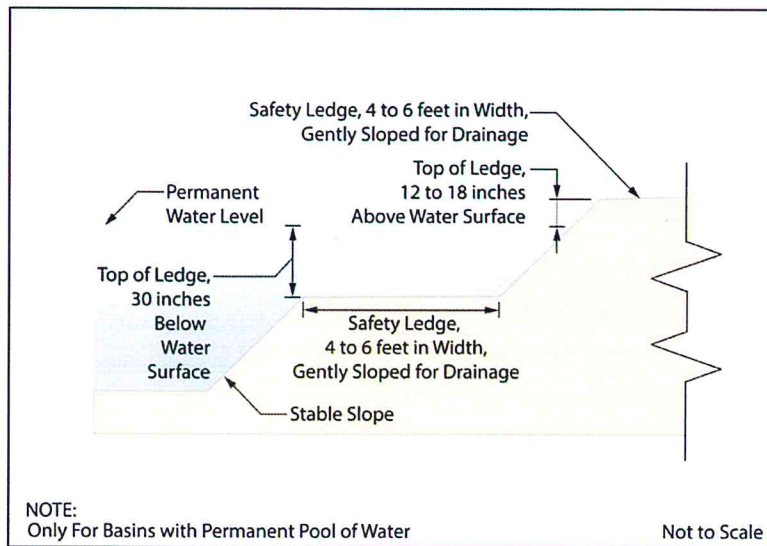 Safety Ledge, 4 to 6 feet in Width,
Gently Sloped for Drainage
Top of Ledge,
12 to 18 inches
Above Water Surface
Permanent
Water Level
Top of Ledge,
30 inches
Below
Water
Surface
Safety Ledge,
4 to 6 feet in Width,
Gently Sloped for Drainage
Stable Slope
NOTE:
Only For Basins with Permanent Pool of Water
Not to Scale